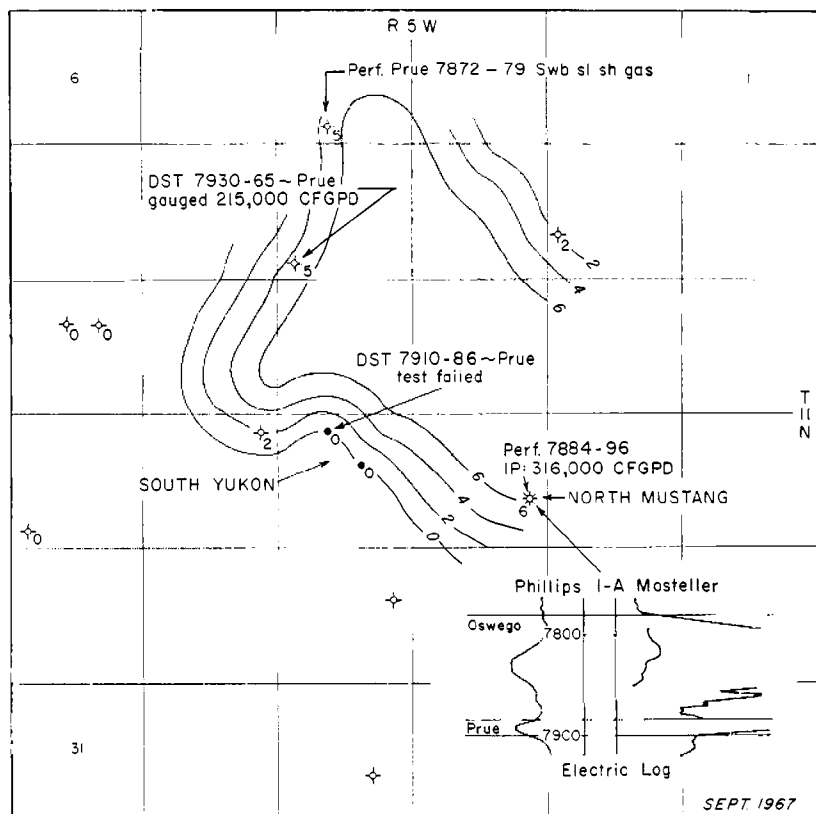 R 5 W
6
1
Perf. Prue 7872 – 79 Swb sl sh gas
5
DST 7930-65 ~ Prue
gauged 215,000 CFGPD
2
2
5
4
6
0
0
DST 7910-86 ~ Prue
test failed
T
11
N
2
0
Perf. 7884-96
IP: 316,000 CFGPD
SOUTH YUKON
0
6
6
NORTH MUSTANG
4
2
0
0
Phillips 1-A Mosteller
Oswego
7800
31
Prue
7900
Electric Log
SEPT. 1967